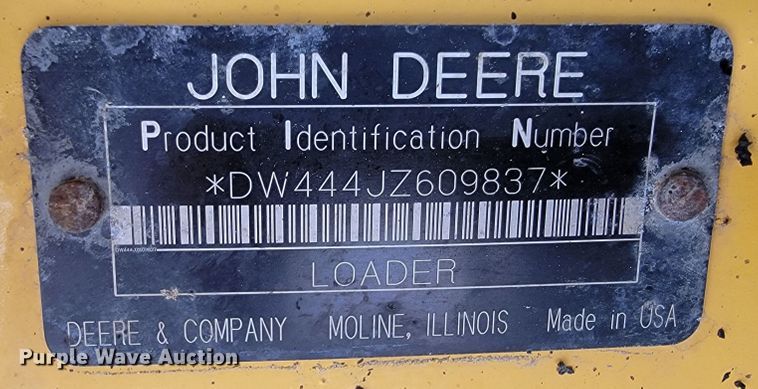 JOHN DEERE
Product Identification Number
*DW444JZ609837*
LOADER
DEERE & COMPANY MOLINE, ILLINOIS Made in USA
Purple Wave Auction